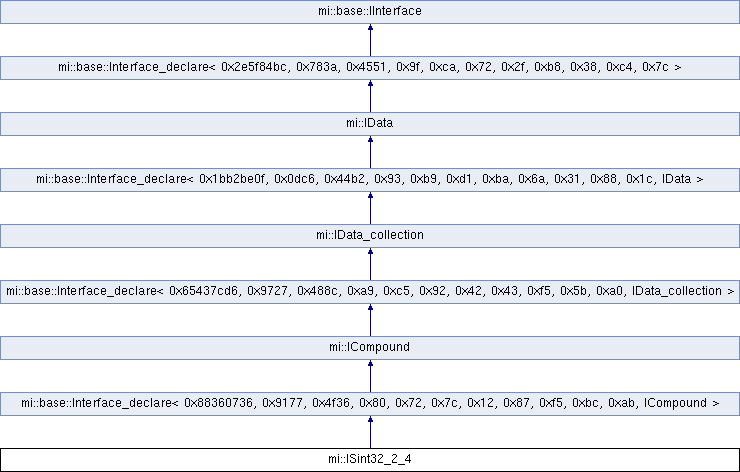 mi::base::IInterface
mi::base::Interface_declare< 0x2e5f84bc, 0x783a, 0x4551, 0x9f, 0xca, 0x72, 0x2f, 0xb8, 0x38, 0xc4, 0x7c >
mi::IData
mi::base::Interface_declare< 0x1bb2be0f, 0x0dc6, 0x44b2, 0x93, 0xb9, 0xd1, 0xba, 0x6a, 0x31, 0x88, 0x1c, IData >
mi::IData_collection
mi::base::Interface_declare< 0x65437cd6, 0x9727, 0x488c, 0xa9, 0xc5, 0x92, 0x42, 0x43, 0xf5, 0x5b, 0xa0, IData_collection >
mi::ICompound
mi::base::Interface_declare< 0x88360736, 0x9177, 0x4f36, 0x80, 0x72, 0x7c, 0x12, 0x87, 0xf5, 0xbc, 0xab, ICompound >
mi::ISint32_2_4